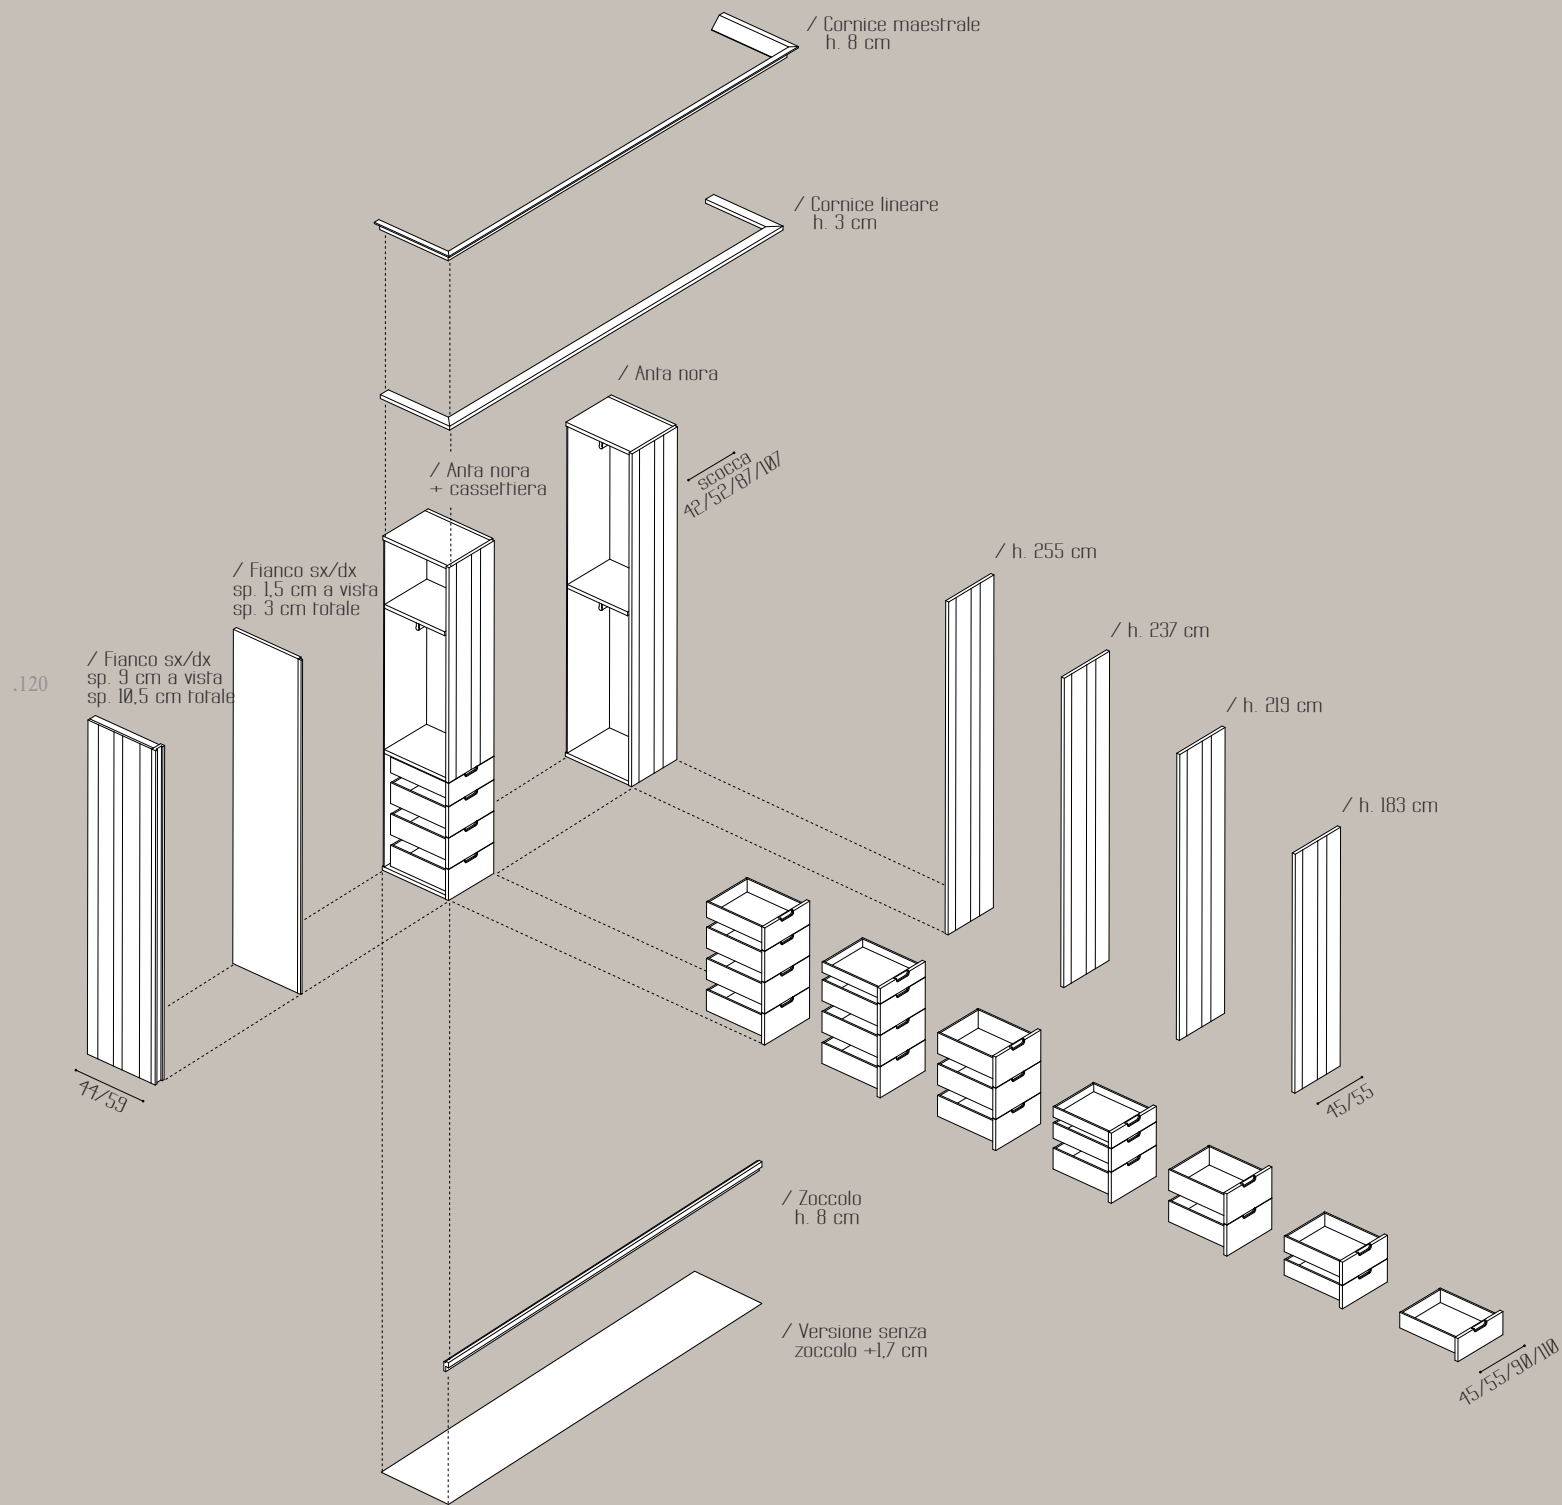 / Cornice maestrale
h. 8 cm
/ Cornice lineare
h. 3 cm
/ Anta nora
scocca
42/52/87/107
/ Anta nora
+ cassettiera
/ Fianco sx/dx
sp. 1,5 cm a vista
sp. 3 cm totale
/ Fianco sx/dx
sp. 9 cm a vista
sp. 10,5 cm totale
.120
/ h. 255 cm
/ h. 237 cm
/ h. 219 cm
/ h. 183 cm
44/59
45/55
/ Zoccolo
h. 8 cm
/ Versione senza
zoccolo +1,7 cm
45/55/90/110